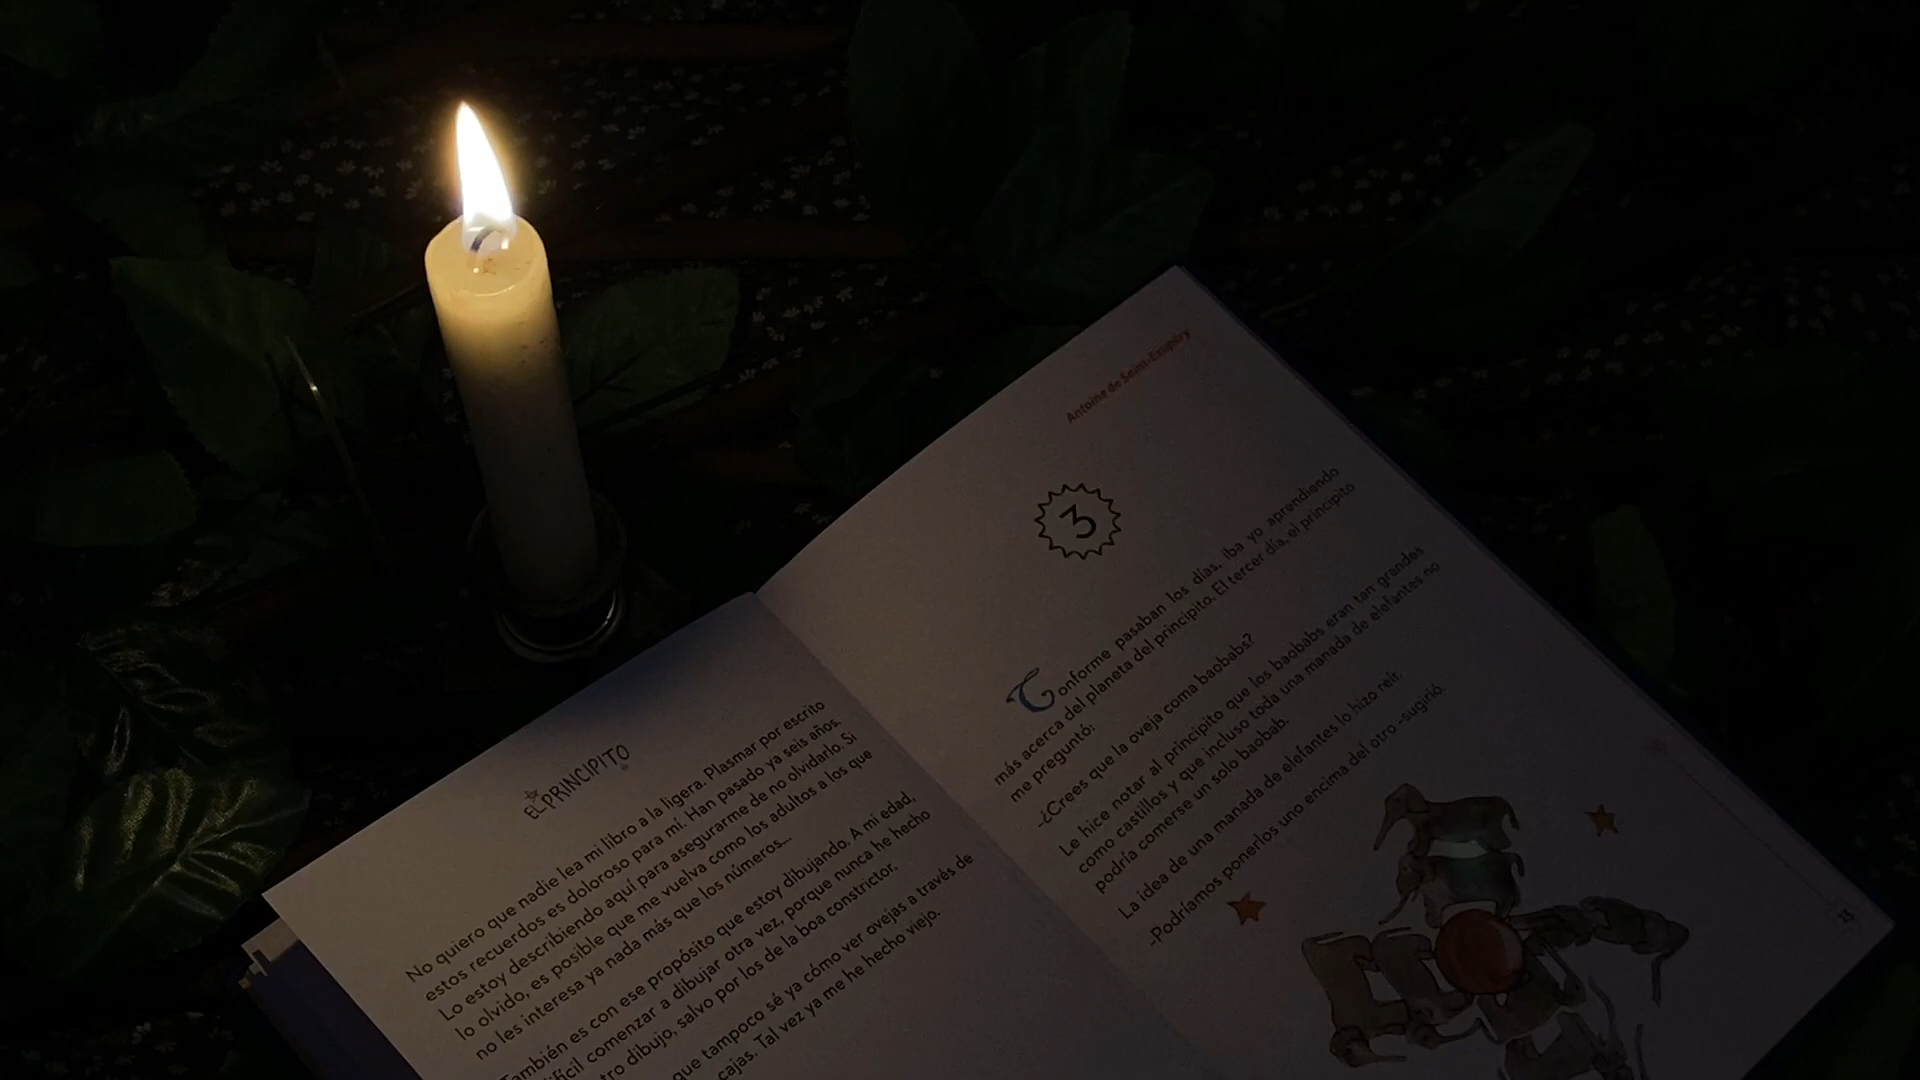 EL PRINCIPITO
No quiero que nadie lea mi libro a la ligera. Plasmar por escrito
estos recuerdos es doloroso para mí. Han pasado ya seis años.
Lo estoy describiendo aquí para asegurarme de no olvidarlo. Si
lo olvido, es posible que me vuelva como los adultos a los que
no les interesa ya nada más que los números...
También es con ese propósito que estoy dibujando. A mi edad,
comenzar a dibujar otra vez, porque nunca he hecho
dibujo, salvo por los de la boa constrictor.
que tampoco sé ya cómo ver ovejas a través de
cajas. Tal vez ya me he hecho viejo.
Antoine de Saint-Exupéry
3
Conforme pasaban los días, iba yo aprendiendo
más acerca del planeta del principito. El tercer día, el principito
me preguntó:
-¿Crees que la oveja coma baobabs?
Le hice notar al principito que los baobabs eran tan grandes
como castillos y que incluso toda una manada de elefantes no
podría comerse un solo baobab.
La idea de una manada de elefantes lo hizo reír.
-Podríamos ponerlos uno encima del otro -sugirió.